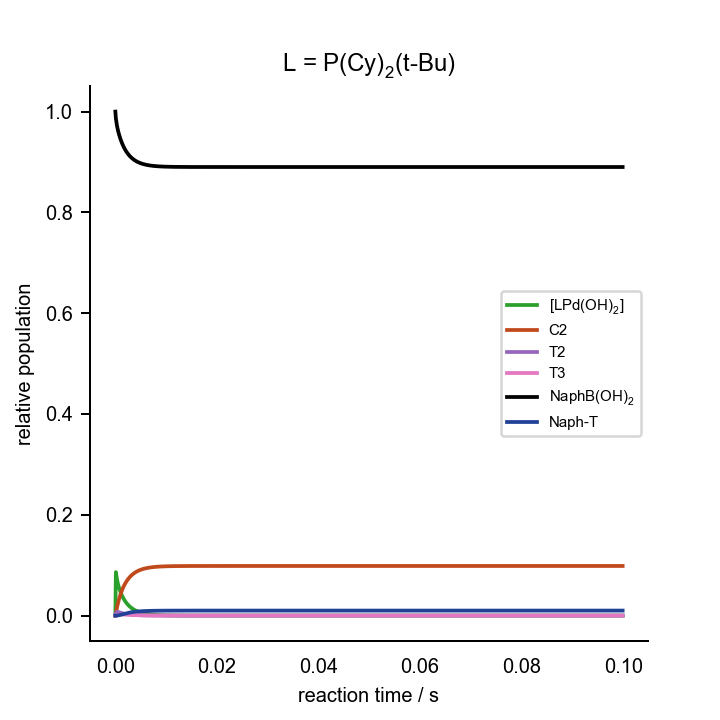 L = P(Cy)₂(t-Bu)
1.0
0.8
0.6
0.4
0.2
0.0
relative population
[LPd(OH)₂]
C2
T2
T3
NaphB(OH)₂
Naph-T
0.00 0.02 0.04 0.06 0.08 0.10
reaction time / s